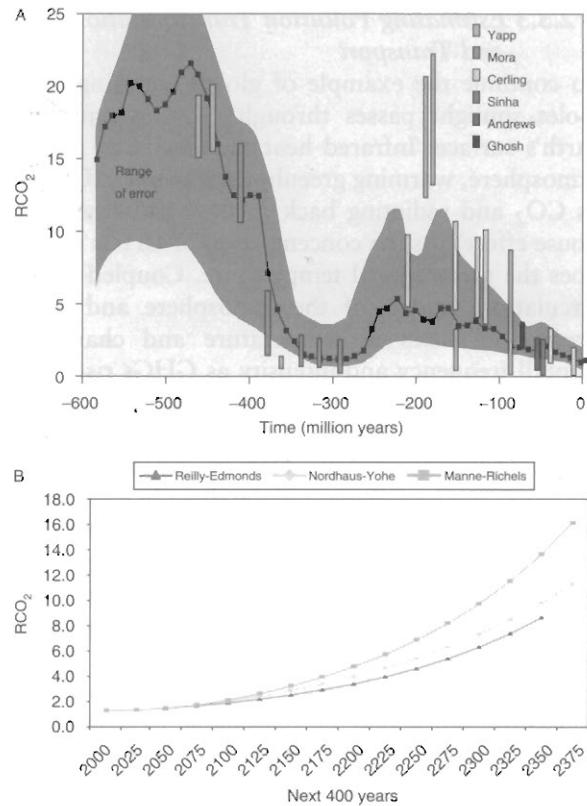 A
25
20
15
10
5
0
RCO2
Range
of error
Yapp
Mora
Cerling
Sinha
Andrews
Ghosh
−600 −500 −400 −300 −200 −100 0
Time (million years)
B
Reilly-Edmonds Nordhaus-Yohe Manne-Richels
18.0
16.0
14.0
12.0
10.0
8.0
6.0
4.0
2.0
0.0
RCO2
2000 2025 2050 2075 2100 2125 2150 2175 2200 2225 2250 2275 2300 2325 2350 2375
Next 400 years